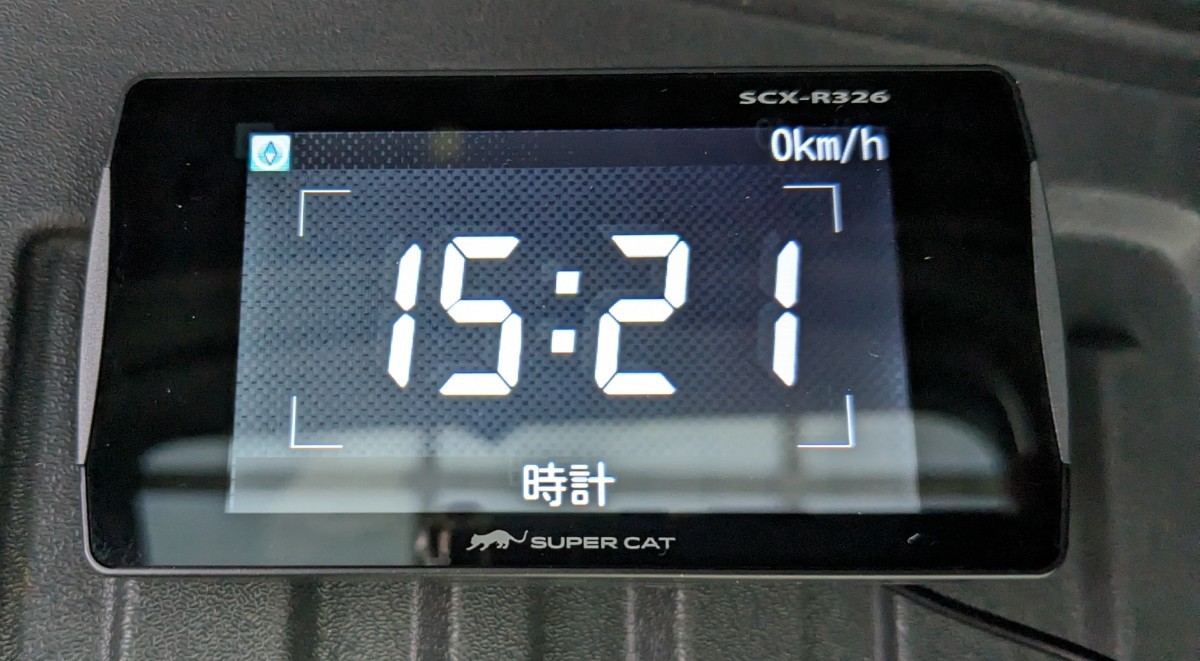 SCX-R326
0km/h
15:21
時計
SUPER CAT